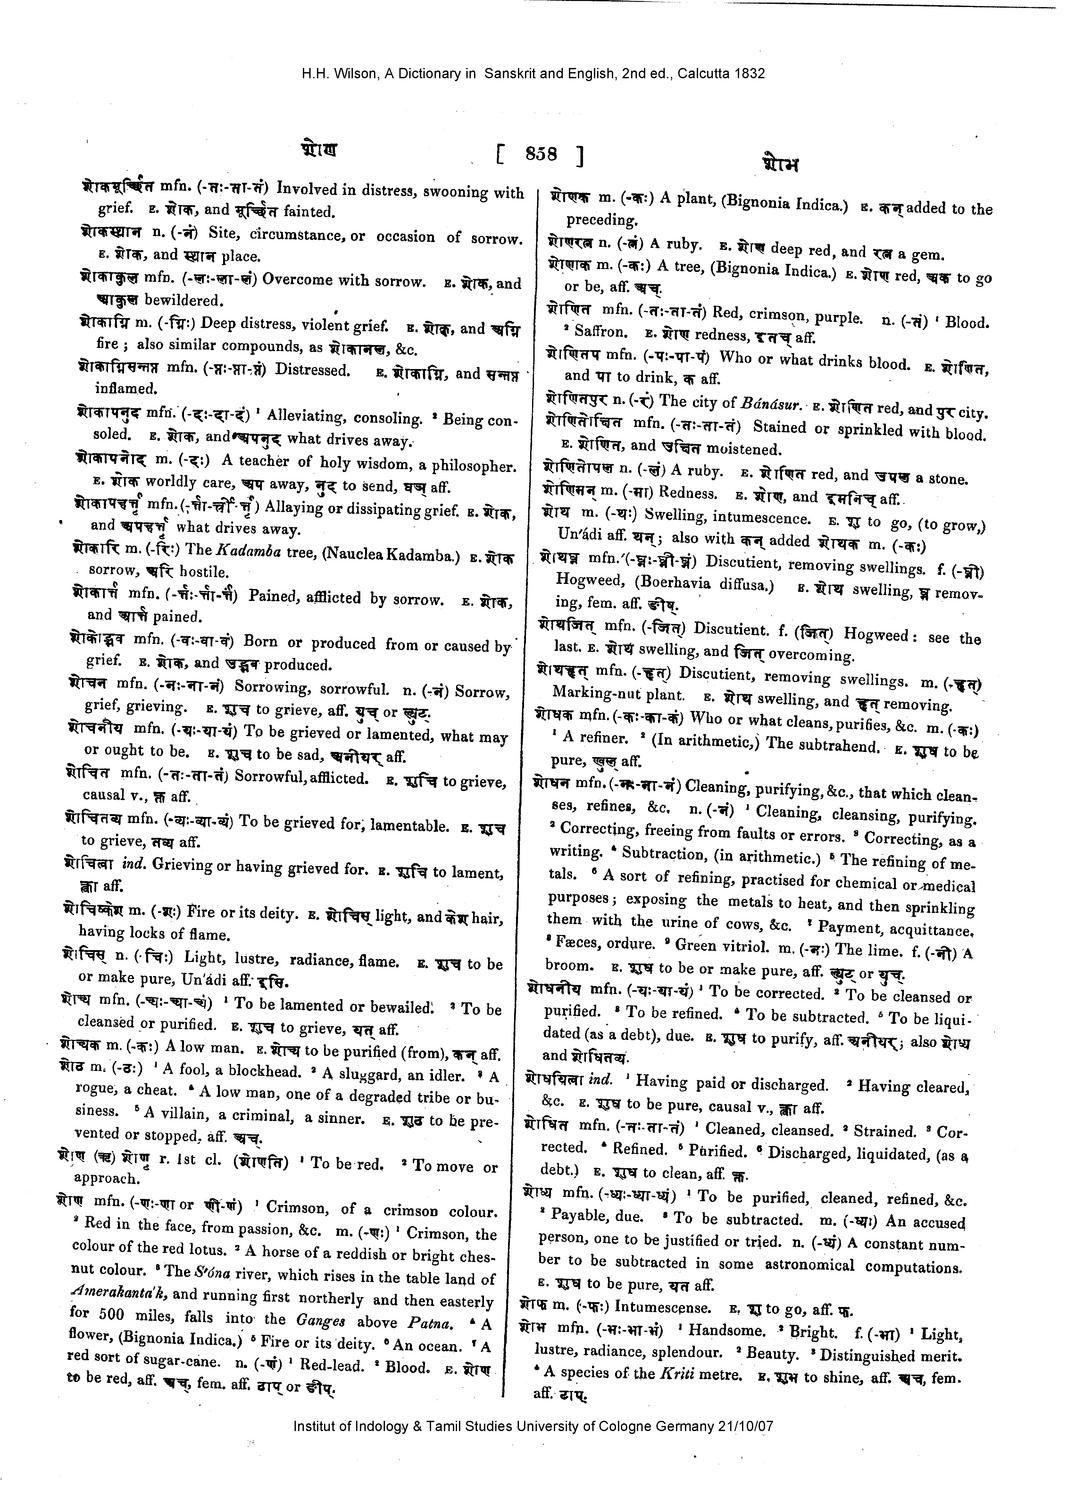 H.H. Wilson, A Dictionary in Sanskrit and English, 2nd ed., Calcutta 1832
शोण
[ 858 ]
शोभ
शोकमूर्च्छित mfn. (-तः-ता-तं) Involved in distress, swooning with
grief. E. शोक, and मूर्च्छित fainted.
शोकस्थान n. (-नं) Site, circumstance, or occasion of sorrow.
E. शोक, and स्थान place.
शोकाकुल mfn. (-लः-ला-लं) Overcome with sorrow. E. शोक, and
आकुल bewildered.
शोकाग्नि m. (-ग्निः) Deep distress, violent grief. E. शोक, and अग्नि
fire ; also similar compounds, as शोकानल, &c.
शोकाग्निसन्तप्त mfn. (-प्तः-प्ता-प्तं) Distressed. E. शोकाग्नि, and सन्तप्त
inflamed.
शोकापनुद mfn. (-दः-दा-दं) ¹ Alleviating, consoling. ² Being con-
soled. E. शोक, and अपनुद what drives away.
शोकापनोद m. (-दः) A teacher of holy wisdom, a philosopher.
E. शोक worldly care, अप away, नुद् to send, घञ् aff.
शोकापहर्त्तृ mfn. (-र्त्ता-र्त्त्री-र्त्तृ) Allaying or dissipating grief. E. शोक,
and अपहर्त्तृ what drives away.
शोकारि m. (-रिः) The Kadamba tree, (Nauclea Kadamba.) E. शोक
sorrow, अरि hostile.
शोकार्त्त mfn. (-र्त्तः-र्त्ता-र्त्तं) Pained, afflicted by sorrow. E. शोक,
and आर्त्त pained.
शोकोद्भव mfn. (-वः-वा-वं) Born or produced from or caused by
grief. E. शोक, and उद्भव produced.
शोचन mfn. (-नः-ना-नं) Sorrowing, sorrowful. n. (-नं) Sorrow,
grief, grieving. E. शुच to grieve, aff. युच् or ल्युट्.
शोचनीय mfn. (-यः-या-यं) To be grieved or lamented, what may
or ought to be. E. शुच to be sad, अनीयर् aff.
शोचित mfn. (-तः-ता-तं) Sorrowful, afflicted. E. शुचि to grieve,
causal v., क्त aff.
शोचितव्य mfn. (-व्यः-व्या-व्यं) To be grieved for, lamentable. E. शुच
to grieve, तव्य aff.
शोचित्वा ind. Grieving or having grieved for. E. शुचि to lament,
क्त्वा aff.
शोचिष्केश m. (-शः) Fire or its deity. E. शोचिस् light, and केश hair,
having locks of flame.
शोचिस् n. (-चिः) Light, lustre, radiance, flame. E. शुच to be
or make pure, Un'ádi aff. इसि.
शोच्य mfn. (-च्यः-च्या-च्यं) ¹ To be lamented or bewailed. ² To be
cleansed or purified. E. शुच to grieve, यत् aff.
शोच्यक m. (-कः) A low man. E. शोच्य to be purified (from), कन् aff.
शोठ m. (-ठः) ¹ A fool, a blockhead. ² A sluggard, an idler. ³ A
rogue, a cheat. ⁴ A low man, one of a degraded tribe or bu-
siness. ⁵ A villain, a criminal, a sinner. E. शुठ to be pre-
vented or stopped, aff. अच्.
शोण (ऋ) शोणृ r. 1st cl. (शोणति) ¹ To be red. ² To move or
approach.
शोण mfn. (-णः-णा or णी-णं) ¹ Crimson, of a crimson colour.
² Red in the face, from passion, &c. m. (-णः) ¹ Crimson, the
colour of the red lotus. ² A horse of a reddish or bright ches-
nut colour. ³ The S'óna river, which rises in the table land of
Amerakanta'k, and running first northerly and then easterly
for 500 miles, falls into the Ganges above Patna. ⁴ A
flower, (Bignonia Indica.) ⁵ Fire or its deity. ⁶ An ocean. ⁷ A
red sort of sugar-cane. n. (-णं) ¹ Red-lead. ² Blood. E. शोण
to be red, aff. अच्, fem. aff. टाप् or ङीप्.
शोणक m. (-कः) A plant, (Bignonia Indica.) E. कन् added to the
preceding.
शोणरत्न n. (-त्नं) A ruby. E. शोण deep red, and रत्न a gem.
शोणाक m. (-कः) A tree, (Bignonia Indica.) E. शोण red, अक to go
or be, aff. अच्.
शोणित mfn. (-तः-ता-तं) Red, crimson, purple. n. (-तं) ¹ Blood.
² Saffron. E. शोण redness, इतच् aff.
शोणितप mfn. (-पः-पा-पं) Who or what drinks blood. E. शोणित,
and पा to drink, क aff.
शोणितपुर n. (-रं) The city of Bánásur. E. शोणित red, and पुर city.
शोणितोचित mfn. (-तः-ता-तं) Stained or sprinkled with blood.
E. शोणित, and उचित moistened.
शोणितोपल n. (-लं) A ruby. E. शोणित red, and उपल a stone.
शोणिमन् m. (-मा) Redness. E. शोण, and इमनिच् aff.
शोथ m. (-थः) Swelling, intumescence. E. शु to go, (to grow,)
Un'ádi aff. थन्; also with कन् added शोथक m. (-कः)
शोथघ्न mfn. (-घ्नः-घ्नी-घ्नं) Discutient, removing swellings. f. (-घ्नी)
Hogweed, (Boerhavia diffusa.) E. शोथ swelling, घ्न remov-
ing, fem. aff. ङीष्.
शोथजित् mfn. (-जित्) Discutient. f. (जित्) Hogweed : see the
last. E. शोथ swelling, and जित् overcoming.
शोथहृत् mfn. (-हृत्) Discutient, removing swellings. m. (-हृत्)
Marking-nut plant. E. शोथ swelling, and हृत् removing.
शोधक mfn. (-कः-का-कं) Who or what cleans, purifies, &c. m. (-कः)
¹ A refiner. ² (In arithmetic,) The subtrahend. E. शुध to be
pure, ण्वुल् aff.
शोधन mfn. (-नः-ना-नं) Cleaning, purifying, &c., that which clean-
ses, refines, &c. n. (-नं) ¹ Cleaning, cleansing, purifying.
² Correcting, freeing from faults or errors. ³ Correcting, as a
writing. ⁴ Subtraction, (in arithmetic.) ⁵ The refining of me-
tals. ⁶ A sort of refining, practised for chemical or medical
purposes ; exposing the metals to heat, and then sprinkling
them with the urine of cows, &c. ⁷ Payment, acquittance.
⁸ Fæces, ordure. ⁹ Green vitriol. m. (-नः) The lime. f. (-नी) A
broom. E. शुध to be or make pure, aff. ल्युट् or युच्.
शोधनीय mfn. (-यः-या-यं) ¹ To be corrected. ² To be cleansed or
purified. ³ To be refined. ⁴ To be subtracted. ⁵ To be liqui-
dated (as a debt), due. E. शुध to purify, aff. अनीयर्; also शोध्य
and शोधितव्य.
शोधयित्वा ind. ¹ Having paid or discharged. ² Having cleared,
&c. E. शुध to be pure, causal v., क्त्वा aff.
शोधित mfn. (-तः-ता-तं) ¹ Cleaned, cleansed. ² Strained. ³ Cor-
rected. ⁴ Refined. ⁵ Purified. ⁶ Discharged, liquidated, (as a
debt.) E. शुध to clean, aff. क्त.
शोध्य mfn. (-ध्यः-ध्या-ध्यं) ¹ To be purified, cleaned, refined, &c.
² Payable, due. ³ To be subtracted. m. (-ध्यः) An accused
person, one to be justified or tried. n. (-ध्यं) A constant num-
ber to be subtracted in some astronomical computations.
E. शुध to be pure, यत aff.
शोफ m. (-फः) Intumescense. E. शु to go, aff. फ.
शोभ mfn. (-भः-भा-भं) ¹ Handsome. ² Bright. f. (-भा) ¹ Light,
lustre, radiance, splendour. ² Beauty. ³ Distinguished merit.
⁴ A species of the Kriti metre. E. शुभ to shine, aff. अच, fem.
aff. टाप्.
Institut of Indology & Tamil Studies University of Cologne Germany 21/10/07